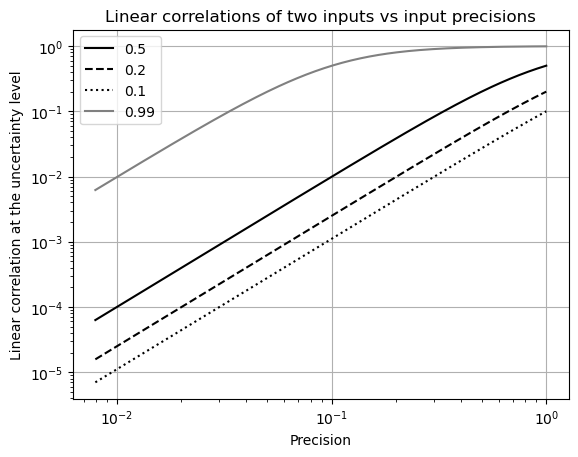 Linear correlations of two inputs vs input precisions
0.5
0.2
0.1
0.99
Linear correlation at the uncertainty level
10⁰
10⁻¹
10⁻²
10⁻³
10⁻⁴
10⁻⁵
10⁻² 10⁻¹ 10⁰
Precision